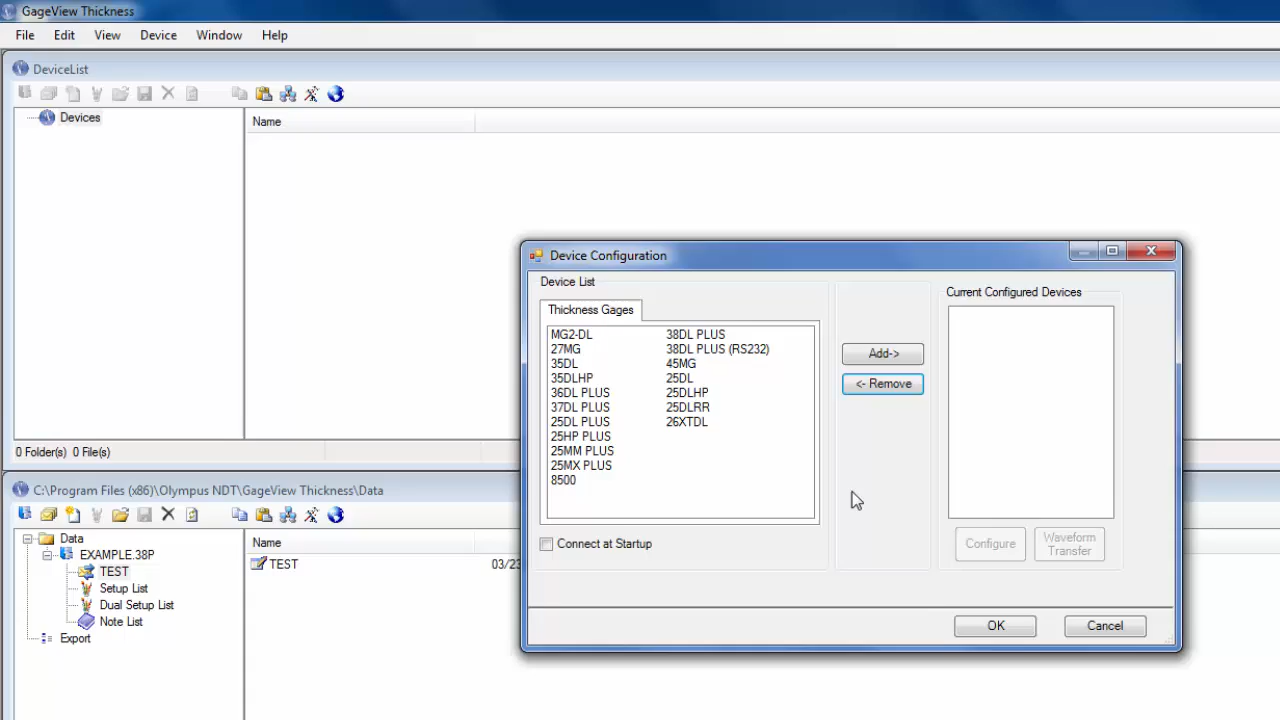 GageView Thickness
File Edit View Device Window Help
DeviceList
Devices
Name
0 Folder(s) 0 File(s)
C:\Program Files (x86)\Olympus NDT\GageView Thickness\Data
Data
EXAMPLE.38P
TEST
Setup List
Dual Setup List
Note List
Export
Name
TEST 03/23
Device Configuration
Device List
Thickness Gages
MG2-DL
27MG
35DL
35DLHP
36DL PLUS
37DL PLUS
25DL PLUS
25HP PLUS
25MM PLUS
25MX PLUS
8500
38DL PLUS
38DL PLUS (RS232)
45MG
25DL
25DLHP
25DLRR
26XTDL
Connect at Startup
Add->
<- Remove
Current Configured Devices
Configure
Waveform
Transfer
OK
Cancel